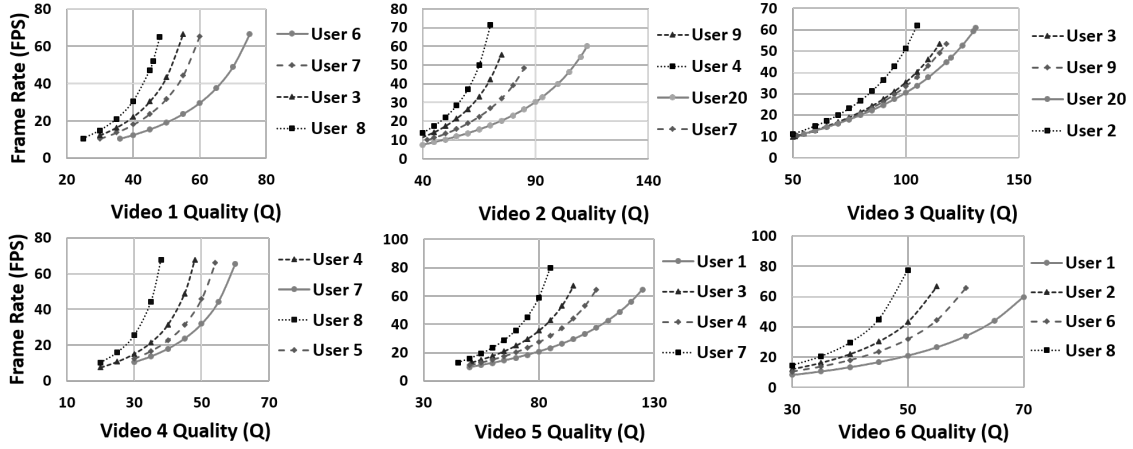 Frame Rate (FPS)
80
60
40
20
0
20 40 60 80
Video 1 Quality (Q)
User 6
User 7
User 3
User 8
80
70
60
50
40
30
20
10
0
40 90 140
Video 2 Quality (Q)
User 9
User 4
User20
User7
70
60
50
40
30
20
10
0
50 100 150
Video 3 Quality (Q)
User 3
User 9
User 20
User 2
Frame Rate (FPS)
80
60
40
20
0
10 30 50 70
Video 4 Quality (Q)
User 4
User 7
User 8
User 5
100
80
60
40
20
0
30 80 130
Video 5 Quality (Q)
User 1
User 3
User 4
User 7
100
80
60
40
20
0
30 50 70
Video 6 Quality (Q)
User 1
User 2
User 6
User 8